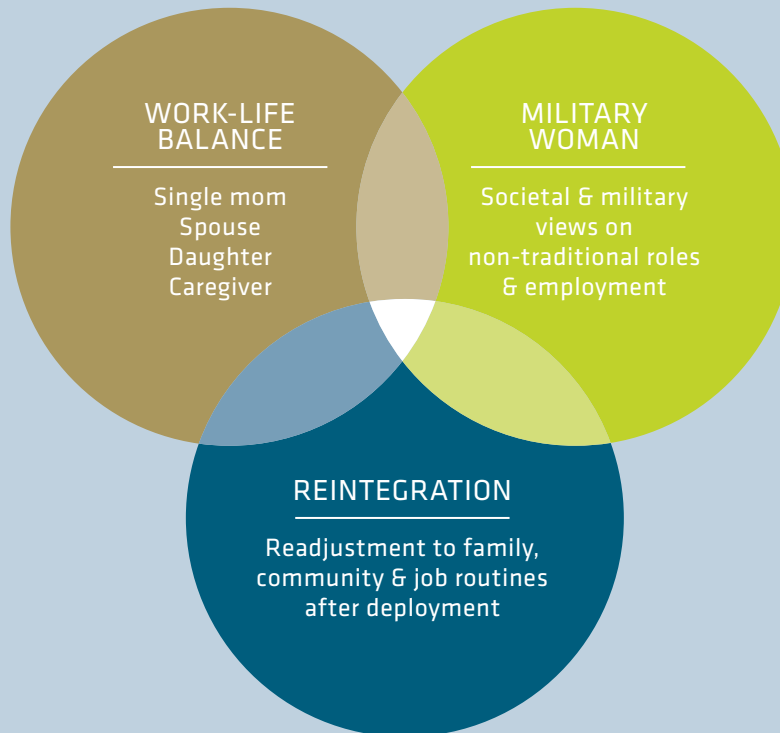 WORK-LIFE
BALANCE
Single mom
Spouse
Daughter
Caregiver
MILITARY
WOMAN
Societal & military
views on
non-traditional roles
& employment
REINTEGRATION
Readjustment to family,
community & job routines
after deployment